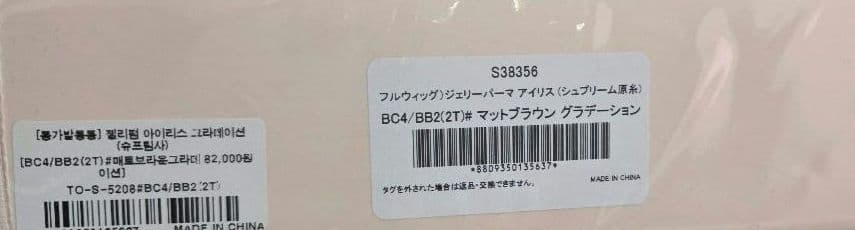 [통가발통통] 젤리펌 아이리스 그라데이션
(슈프림사)
[BC4/BB2(2T)#매트브라운그라데 82,000원
이션]
TO-S-5208#BC4/BB2(2T)
MADE IN CHINA
S38356
フルウィッグ)ジェリーパーマ アイリス(シュプリーム原糸)
BC4/BB2(2T)# マットブラウン グラデーション
*8809350135637*
タグを外された場合は返品・交換できません。
MADE IN CHINA